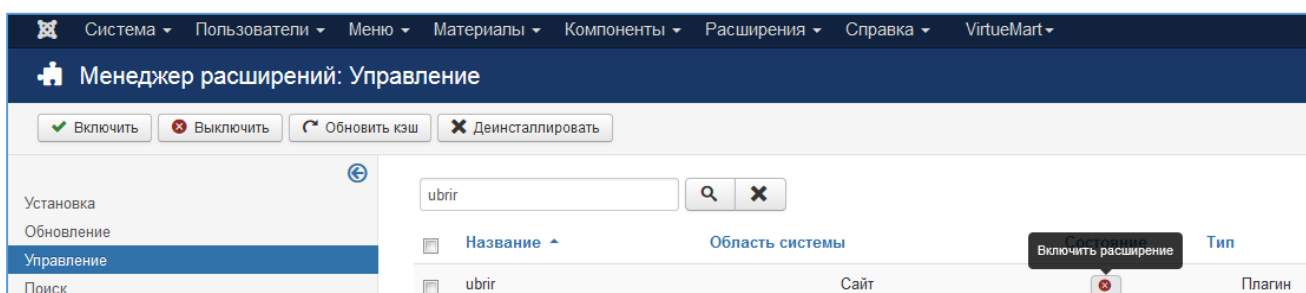 Система Пользователи Меню Материалы Компоненты Расширения Справка VirtueMart
Менеджер расширений: Управление
Включить Выключить Обновить кэш Деинсталлировать
ubrir
Установка
Обновление
Управление
Поиск
Название Область системы Состояние Тип
Включить расширение
ubrir Сайт Плагин